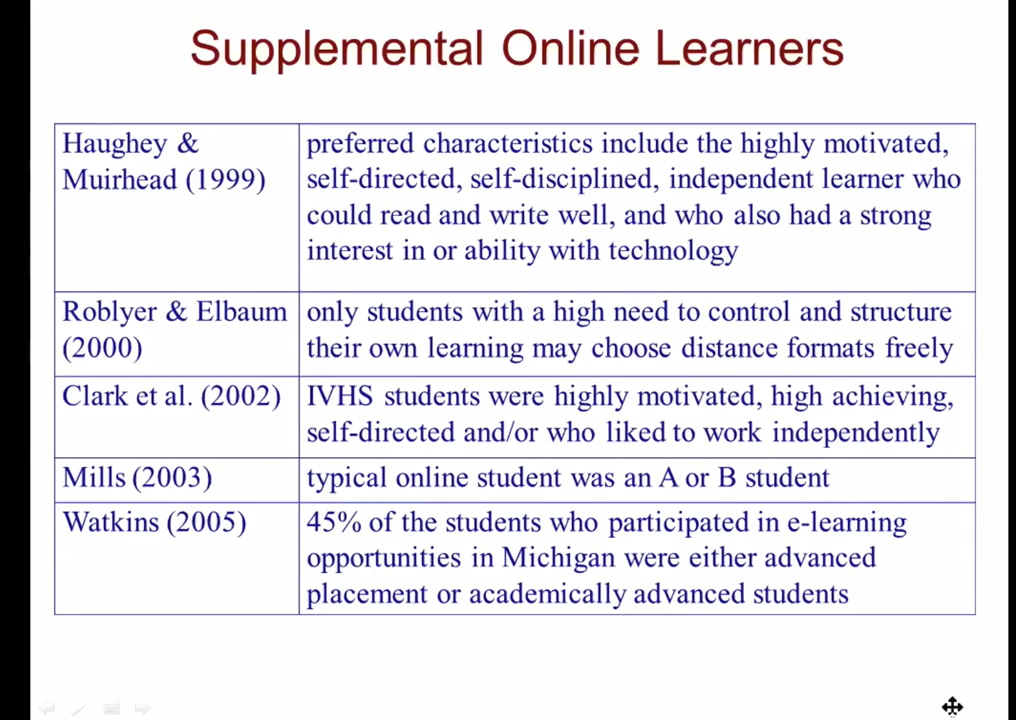 Supplemental Online Learners
Haughey &
Muirhead (1999)
preferred characteristics include the highly motivated,
self-directed, self-disciplined, independent learner who
could read and write well, and who also had a strong
interest in or ability with technology
Roblyer & Elbaum
(2000)
only students with a high need to control and structure
their own learning may choose distance formats freely
Clark et al. (2002)
IVHS students were highly motivated, high achieving,
self-directed and/or who liked to work independently
Mills (2003)
typical online student was an A or B student
Watkins (2005)
45% of the students who participated in e-learning
opportunities in Michigan were either advanced
placement or academically advanced students